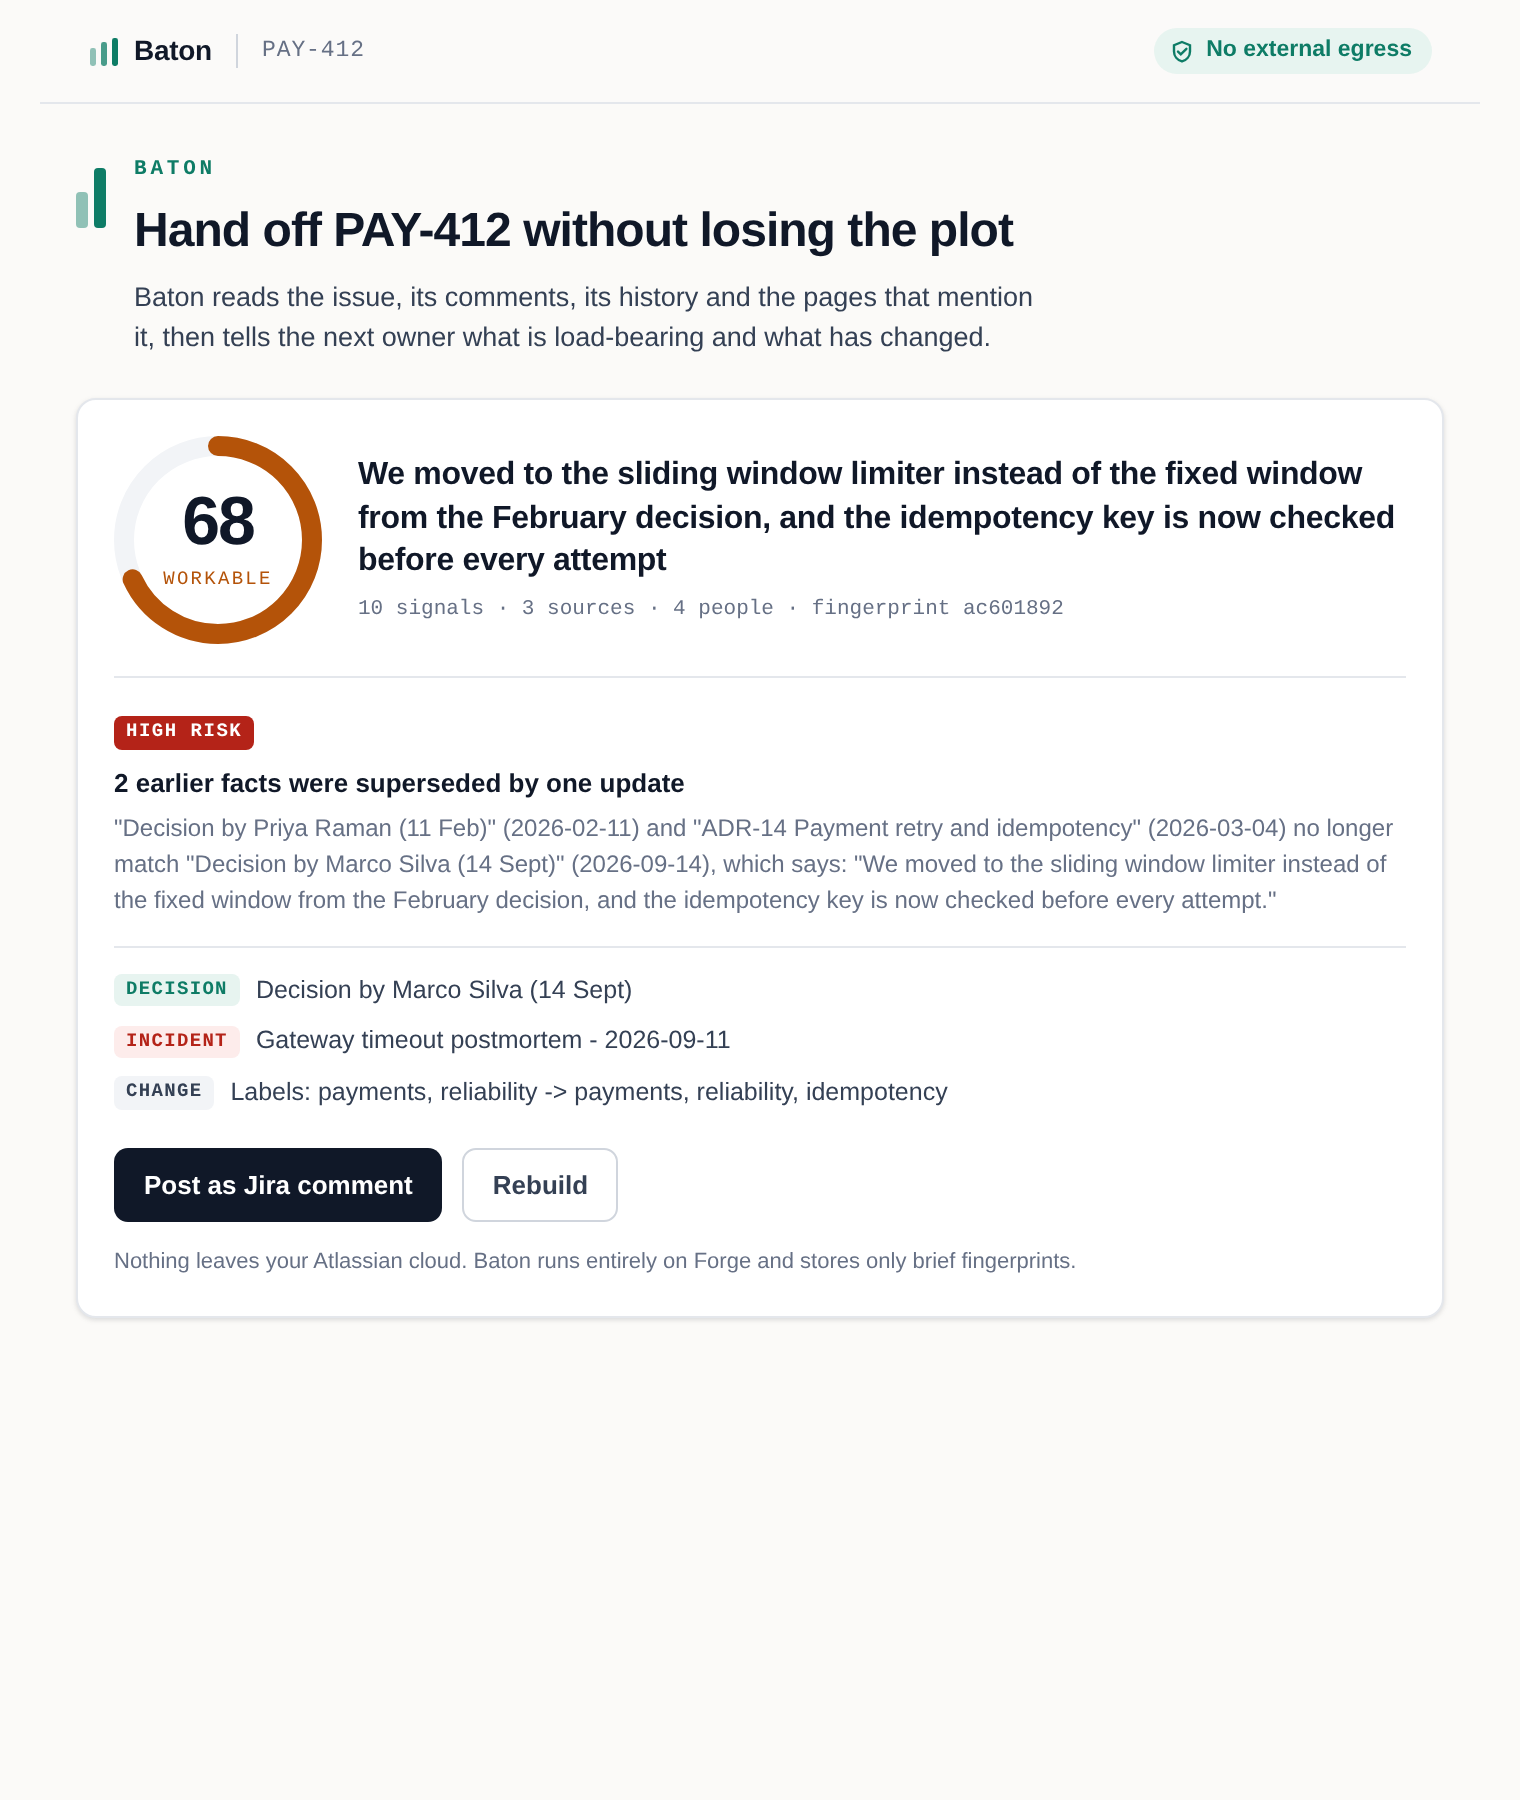 Baton
PAY-412
No external egress
BATON
Hand off PAY-412 without losing the plot
Baton reads the issue, its comments, its history and the pages that mention
it, then tells the next owner what is load-bearing and what has changed.
68
WORKABLE
We moved to the sliding window limiter instead of the fixed window
from the February decision, and the idempotency key is now checked
before every attempt
10 signals · 3 sources · 4 people · fingerprint ac601892
HIGH RISK
2 earlier facts were superseded by one update
"Decision by Priya Raman (11 Feb)" (2026-02-11) and "ADR-14 Payment retry and idempotency" (2026-03-04) no longer
match "Decision by Marco Silva (14 Sept)" (2026-09-14), which says: "We moved to the sliding window limiter instead of
the fixed window from the February decision, and the idempotency key is now checked before every attempt."
DECISION Decision by Marco Silva (14 Sept)
INCIDENT Gateway timeout postmortem - 2026-09-11
CHANGE Labels: payments, reliability -> payments, reliability, idempotency
Post as Jira comment
Rebuild
Nothing leaves your Atlassian cloud. Baton runs entirely on Forge and stores only brief fingerprints.